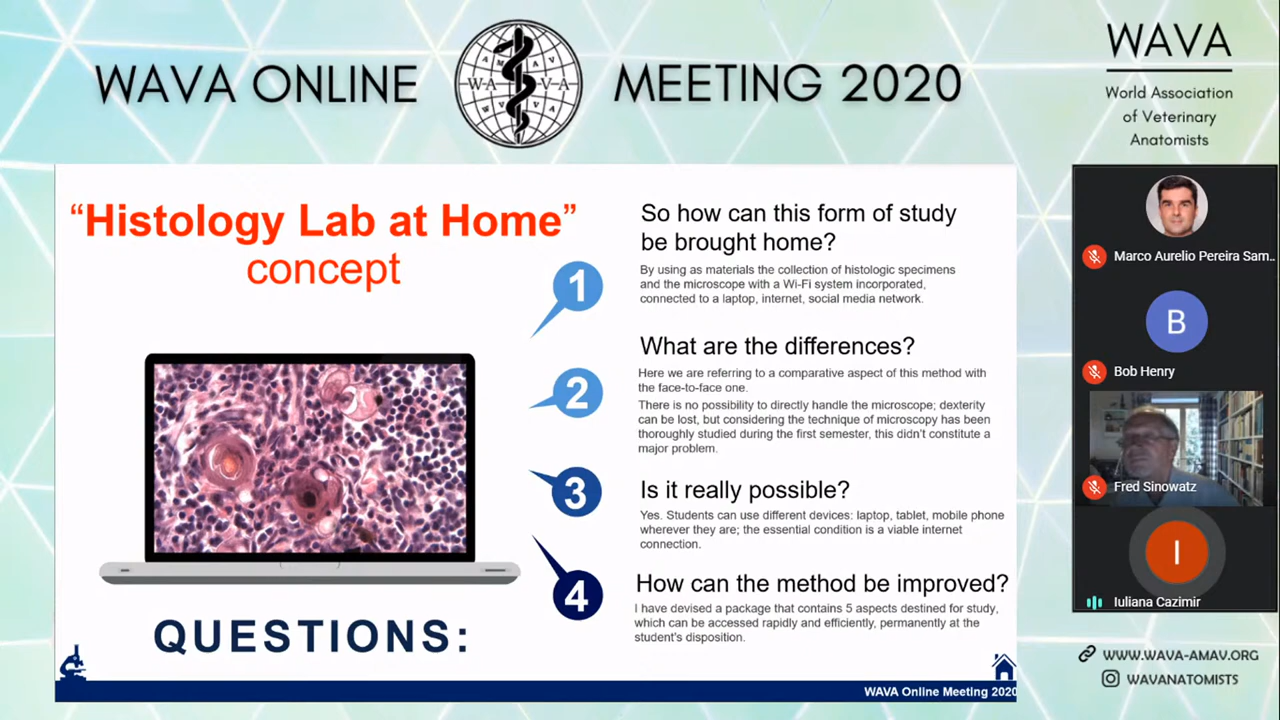 WAVA ONLINE
MEETING 2020
A M A V
WA VA
W A V A
WAVA
World Association
of Veterinary
Anatomists
“Histology Lab at Home”
concept
QUESTIONS:
1
So how can this form of study
be brought home?
By using as materials the collection of histologic specimens
and the microscope with a Wi-Fi system incorporated,
connected to a laptop, internet, social media network.
2
What are the differences?
Here we are referring to a comparative aspect of this method with
the face-to-face one.
There is no possibility to directly handle the microscope; dexterity
can be lost, but considering the technique of microscopy has been
thoroughly studied during the first semester, this didn’t constitute a
major problem.
3
Is it really possible?
Yes. Students can use different devices: laptop, tablet, mobile phone
wherever they are; the essential condition is a viable internet
connection.
4
How can the method be improved?
I have devised a package that contains 5 aspects destined for study,
which can be accessed rapidly and efficiently, permanently at the
student’s disposition.
WAVA Online Meeting 2020
Marco Aurelio Pereira Sam..
B
Bob Henry
Fred Sinowatz
I
Iuliana Cazimir
WWW.WAVA-AMAV.ORG
WAVANATOMISTS